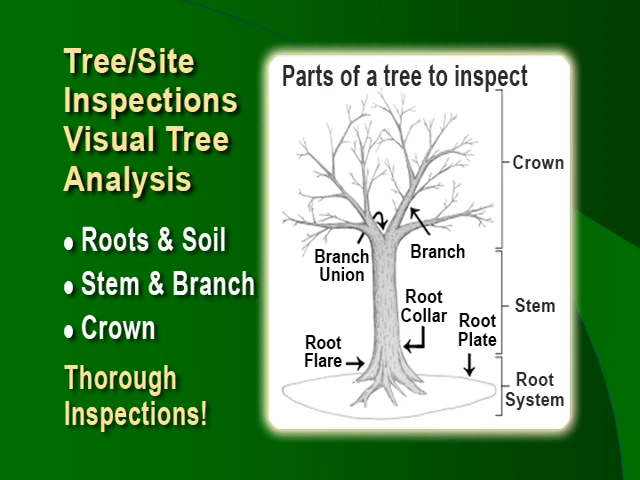 Tree/Site
Inspections
Visual Tree
Analysis
• Roots & Soil
• Stem & Branch
• Crown
Thorough
Inspections!
Parts of a tree to inspect
Crown
Branch
Union
Branch
Stem
Root
Collar
Root
Plate
Root
Flare
Root
System